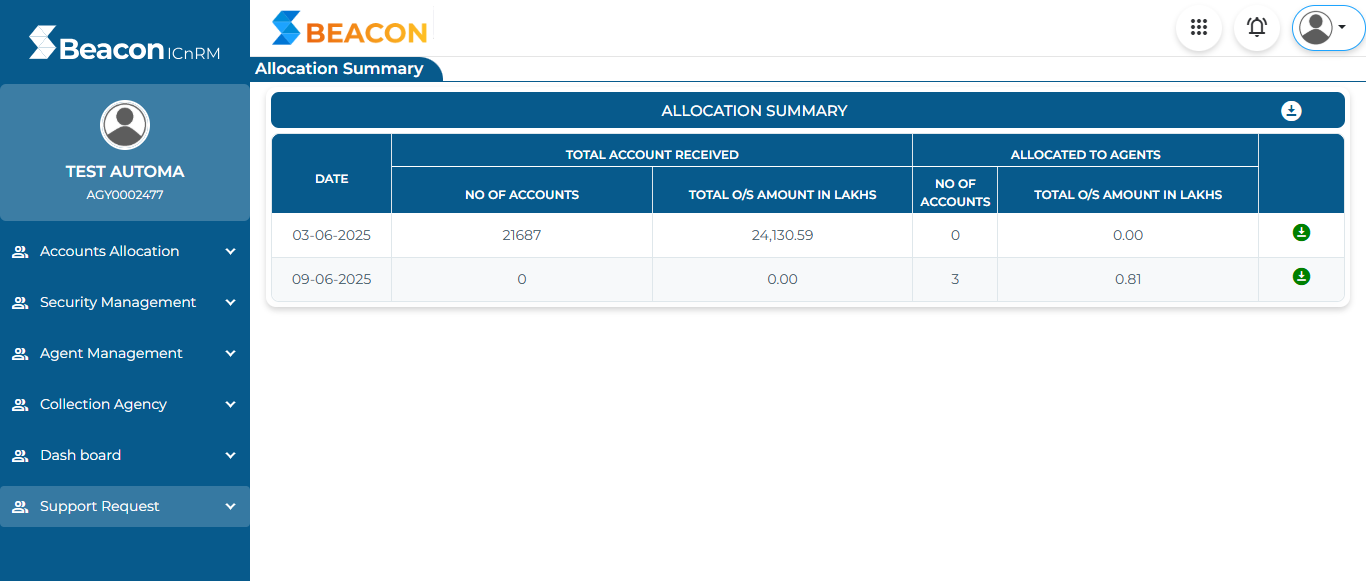 Beacon ICnRM
BEACON
Allocation Summary
TEST AUTOMA
AGY0002477
Accounts Allocation
Security Management
Agent Management
Collection Agency
Dash board
Support Request
ALLOCATION SUMMARY
DATE
TOTAL ACCOUNT RECEIVED
ALLOCATED TO AGENTS
NO OF ACCOUNTS
TOTAL O/S AMOUNT IN LAKHS
NO OF
ACCOUNTS
TOTAL O/S AMOUNT IN LAKHS
03-06-2025 21687 24,130.59 0 0.00
09-06-2025 0 0.00 3 0.81